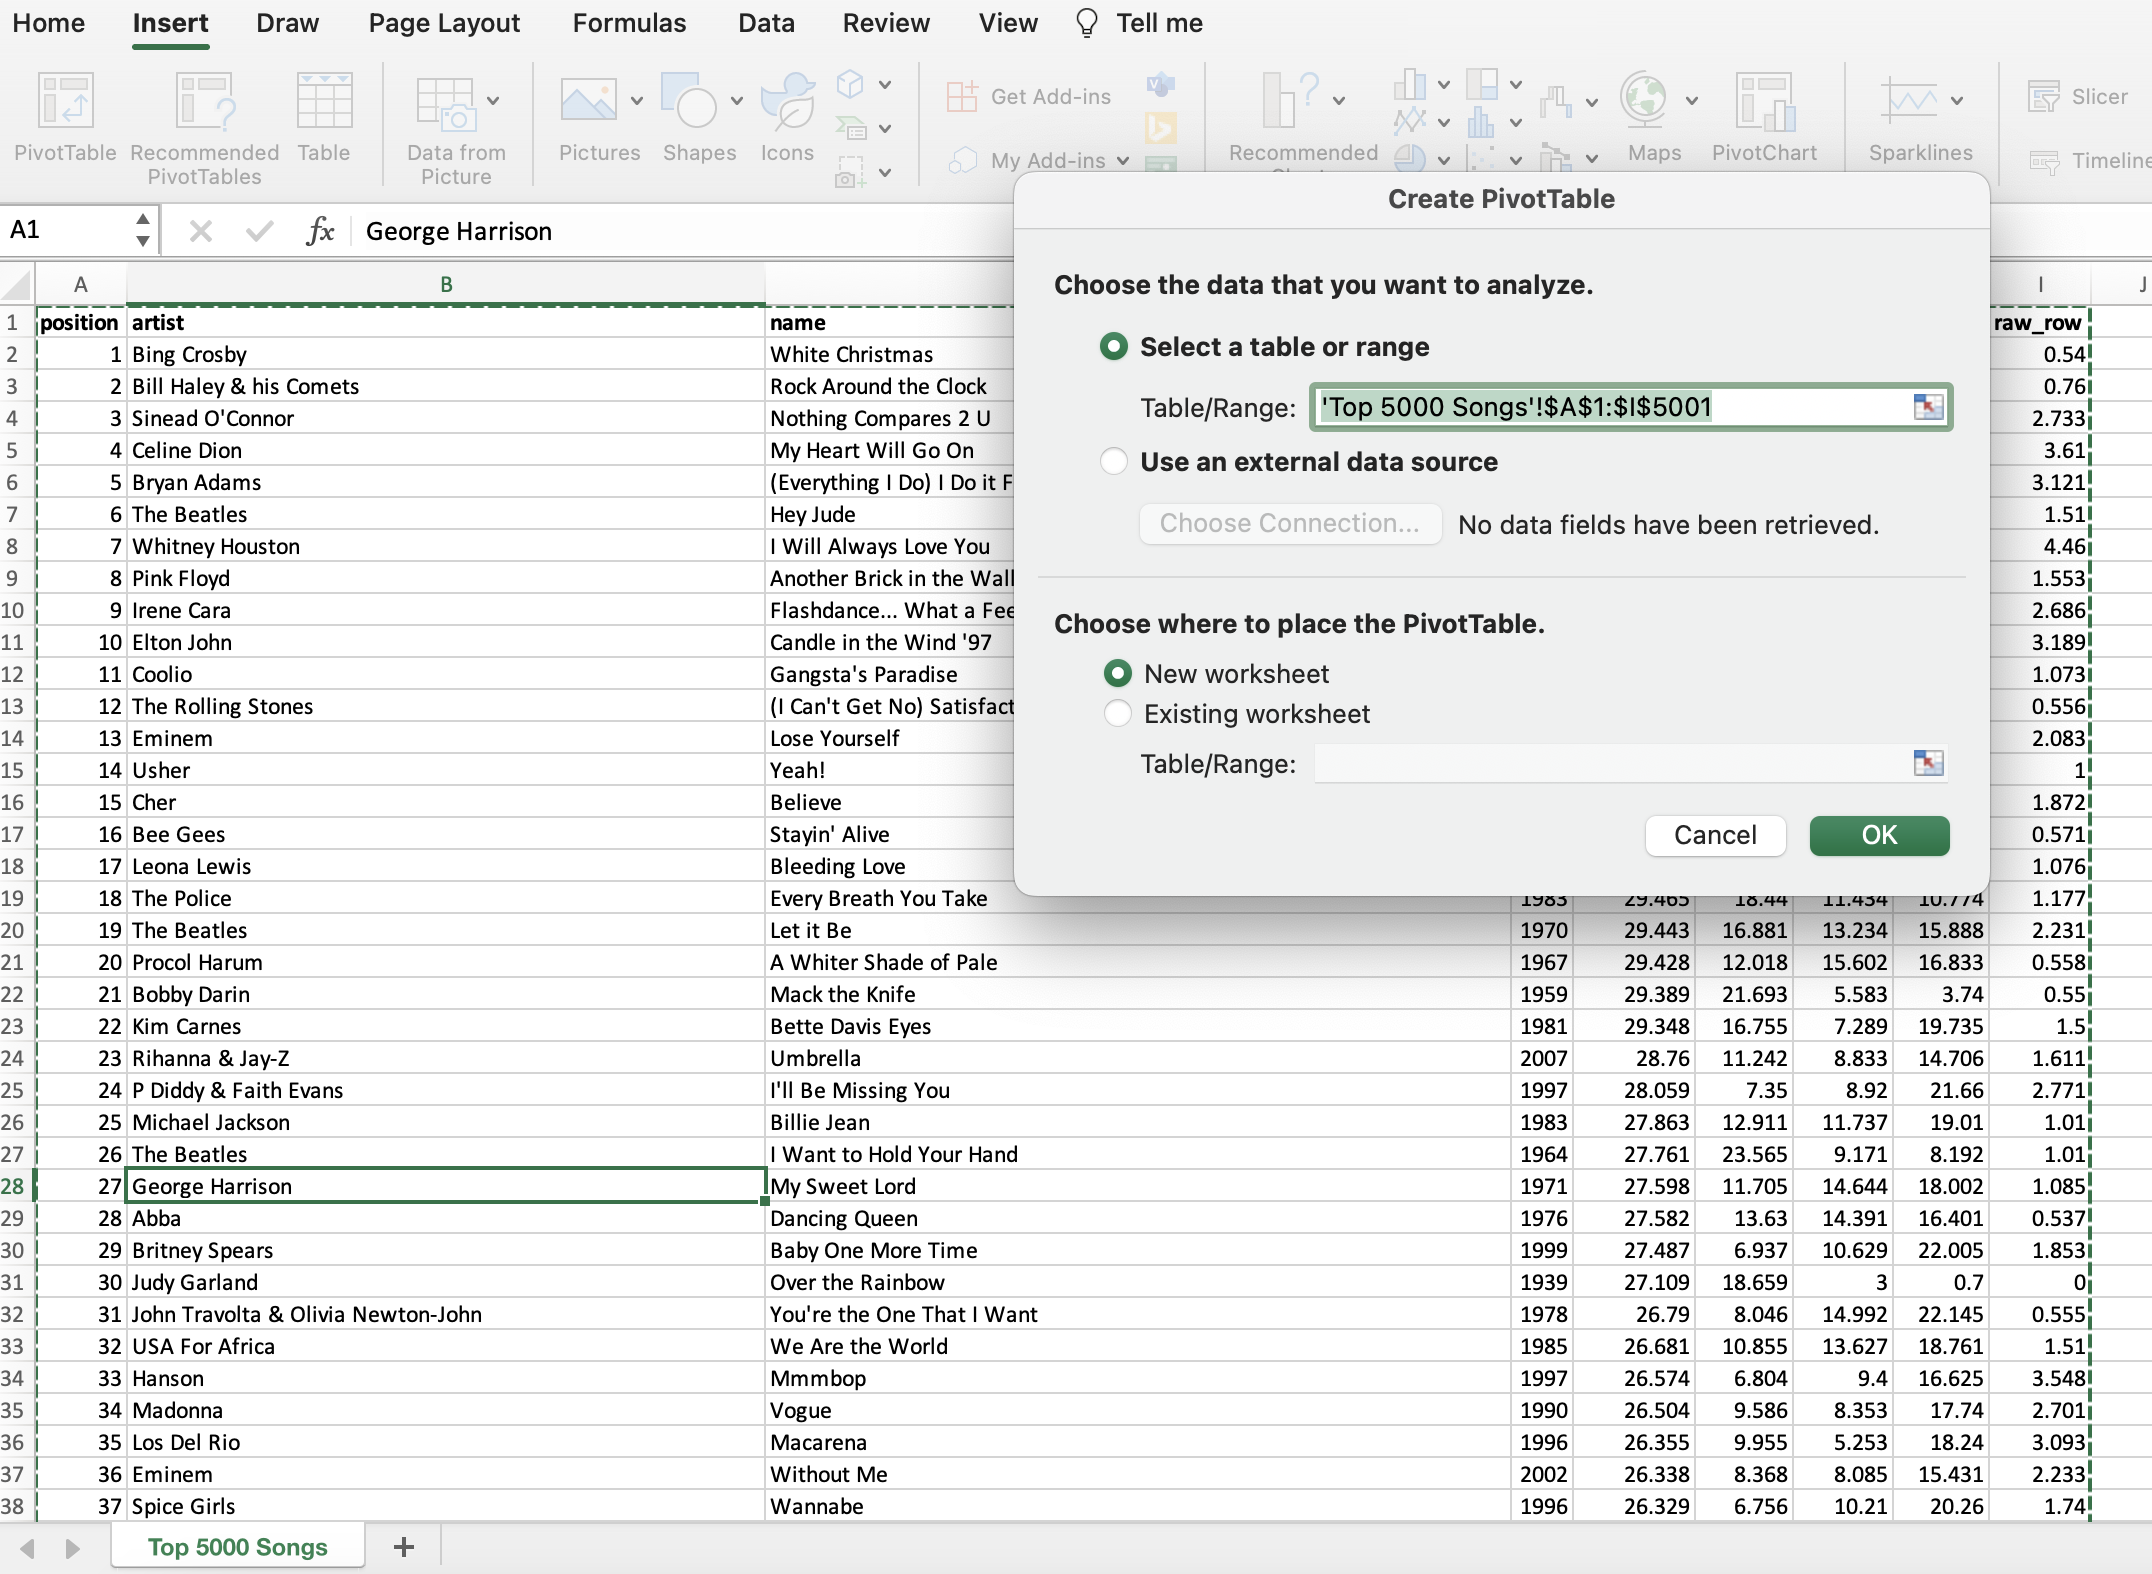 Home Insert Draw Page Layout Formulas Data Review View Tell me
PivotTable Recommended PivotTables Table Data from Picture Pictures Shapes Icons Get Add-ins My Add-ins Recommended Maps PivotChart Sparklines Slicer
A1 fx George Harrison
Create PivotTable
Choose the data that you want to analyze.
Select a table or range
Table/Range: 'Top 5000 Songs'!$A$1:$I$5001
Use an external data source
Choose Connection... No data fields have been retrieved.
Choose where to place the PivotTable.
New worksheet
Existing worksheet
Table/Range:
Cancel OK
A B I J
1 position artist name raw_row
2 1 Bing Crosby White Christmas 0.54
3 2 Bill Haley & his Comets Rock Around the Clock 0.76
4 3 Sinead O'Connor Nothing Compares 2 U 2.733
5 4 Celine Dion My Heart Will Go On 3.61
6 5 Bryan Adams (Everything I Do) I Do it F 3.121
7 6 The Beatles Hey Jude 1.51
8 7 Whitney Houston I Will Always Love You 4.46
9 8 Pink Floyd Another Brick in the Wall 1.553
10 9 Irene Cara Flashdance... What a Fee 2.686
11 10 Elton John Candle in the Wind '97 3.189
12 11 Coolio Gangsta's Paradise 1.073
13 12 The Rolling Stones (I Can't Get No) Satisfact 0.556
14 13 Eminem Lose Yourself 2.083
15 14 Usher Yeah! 1
16 15 Cher Believe 1.872
17 16 Bee Gees Stayin' Alive 0.571
18 17 Leona Lewis Bleeding Love 1.076
19 18 The Police Every Breath You Take 1983 29.465 18.44 11.434 10.774 1.177
20 19 The Beatles Let it Be 1970 29.443 16.881 13.234 15.888 2.231
21 20 Procol Harum A Whiter Shade of Pale 1967 29.428 12.018 15.602 16.833 0.558
22 21 Bobby Darin Mack the Knife 1959 29.389 21.693 5.583 3.74 0.55
23 22 Kim Carnes Bette Davis Eyes 1981 29.348 16.755 7.289 19.735 1.5
24 23 Rihanna & Jay-Z Umbrella 2007 28.76 11.242 8.833 14.706 1.611
25 24 P Diddy & Faith Evans I'll Be Missing You 1997 28.059 7.35 8.92 21.66 2.771
26 25 Michael Jackson Billie Jean 1983 27.863 12.911 11.737 19.01 1.01
27 26 The Beatles I Want to Hold Your Hand 1964 27.761 23.565 9.171 8.192 1.01
28 27 George Harrison My Sweet Lord 1971 27.598 11.705 14.644 18.002 1.085
29 28 Abba Dancing Queen 1976 27.582 13.63 14.391 16.401 0.537
30 29 Britney Spears Baby One More Time 1999 27.487 6.937 10.629 22.005 1.853
31 30 Judy Garland Over the Rainbow 1939 27.109 18.659 3 0.7 0
32 31 John Travolta & Olivia Newton-John You're the One That I Want 1978 26.79 8.046 14.992 22.145 0.555
33 32 USA For Africa We Are the World 1985 26.681 10.855 13.627 18.761 1.51
34 33 Hanson Mmmbop 1997 26.574 6.804 9.4 16.625 3.548
35 34 Madonna Vogue 1990 26.504 9.586 8.353 17.74 2.701
36 35 Los Del Rio Macarena 1996 26.355 9.955 5.253 18.24 3.093
37 36 Eminem Without Me 2002 26.338 8.368 8.085 15.431 2.233
38 37 Spice Girls Wannabe 1996 26.329 6.756 10.21 20.26 1.74
Top 5000 Songs +